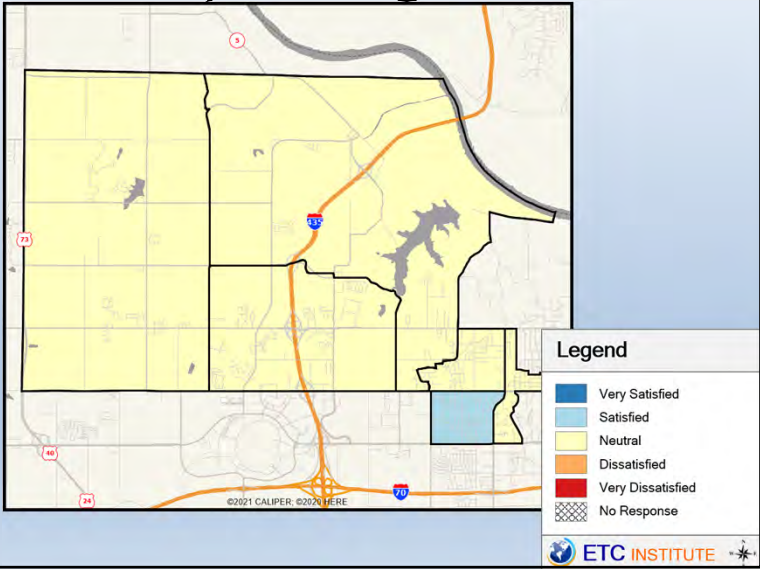 5
435
73
Legend
Very Satisfied
Satisfied
Neutral
Dissatisfied
Very Dissatisfied
No Response
40
24
70
©2021 CALIPER; ©2020 HERE
ETC INSTITUTE